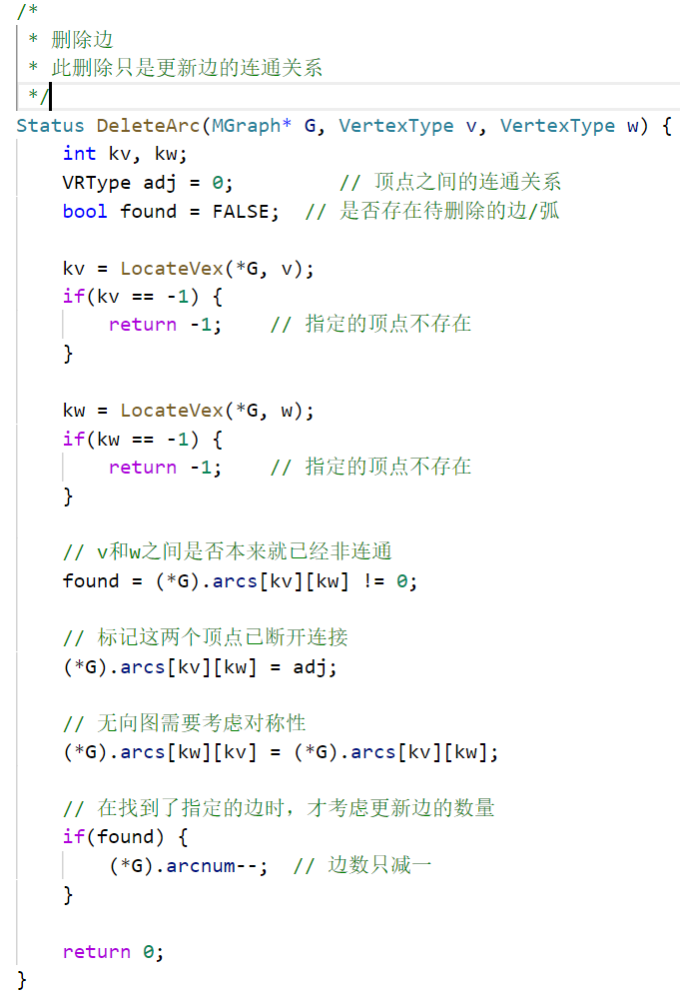 /*
 * 删除边
 * 此删除只是更新边的连通关系
 */
Status DeleteArc(MGraph* G, VertexType v, VertexType w) {
    int kv, kw;
    VRType adj = 0;         // 顶点之间的连通关系
    bool found = FALSE;  // 是否存在待删除的边/弧

    kv = LocateVex(*G, v);
    if(kv == -1) {
        return -1;    // 指定的顶点不存在
    }

    kw = LocateVex(*G, w);
    if(kw == -1) {
        return -1;    // 指定的顶点不存在
    }

    // v和w之间是否本来就已经非连通
    found = (*G).arcs[kv][kw] != 0;

    // 标记这两个顶点已断开连接
    (*G).arcs[kv][kw] = adj;

    // 无向图需要考虑对称性
    (*G).arcs[kw][kv] = (*G).arcs[kv][kw];

    // 在找到了指定的边时，才考虑更新边的数量
    if(found) {
        (*G).arcnum--;  // 边数只减一
    }

    return 0;
}